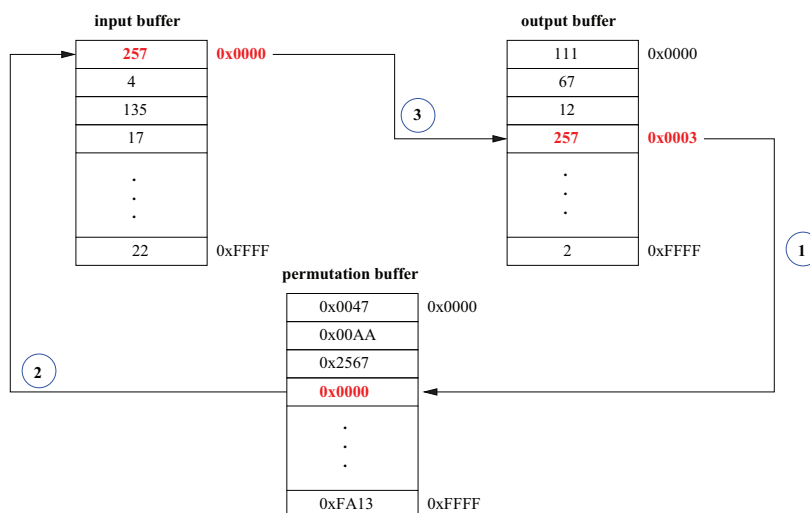 input buffer
output buffer
257 0x0000
4
135
17
.
.
.
22 0xFFFF
3
111 0x0000
67
12
257 0x0003
.
.
.
2 0xFFFF
1
permutation buffer
0x0047 0x0000
0x00AA
0x2567
0x0000
.
.
.
0xFA13 0xFFFF
2